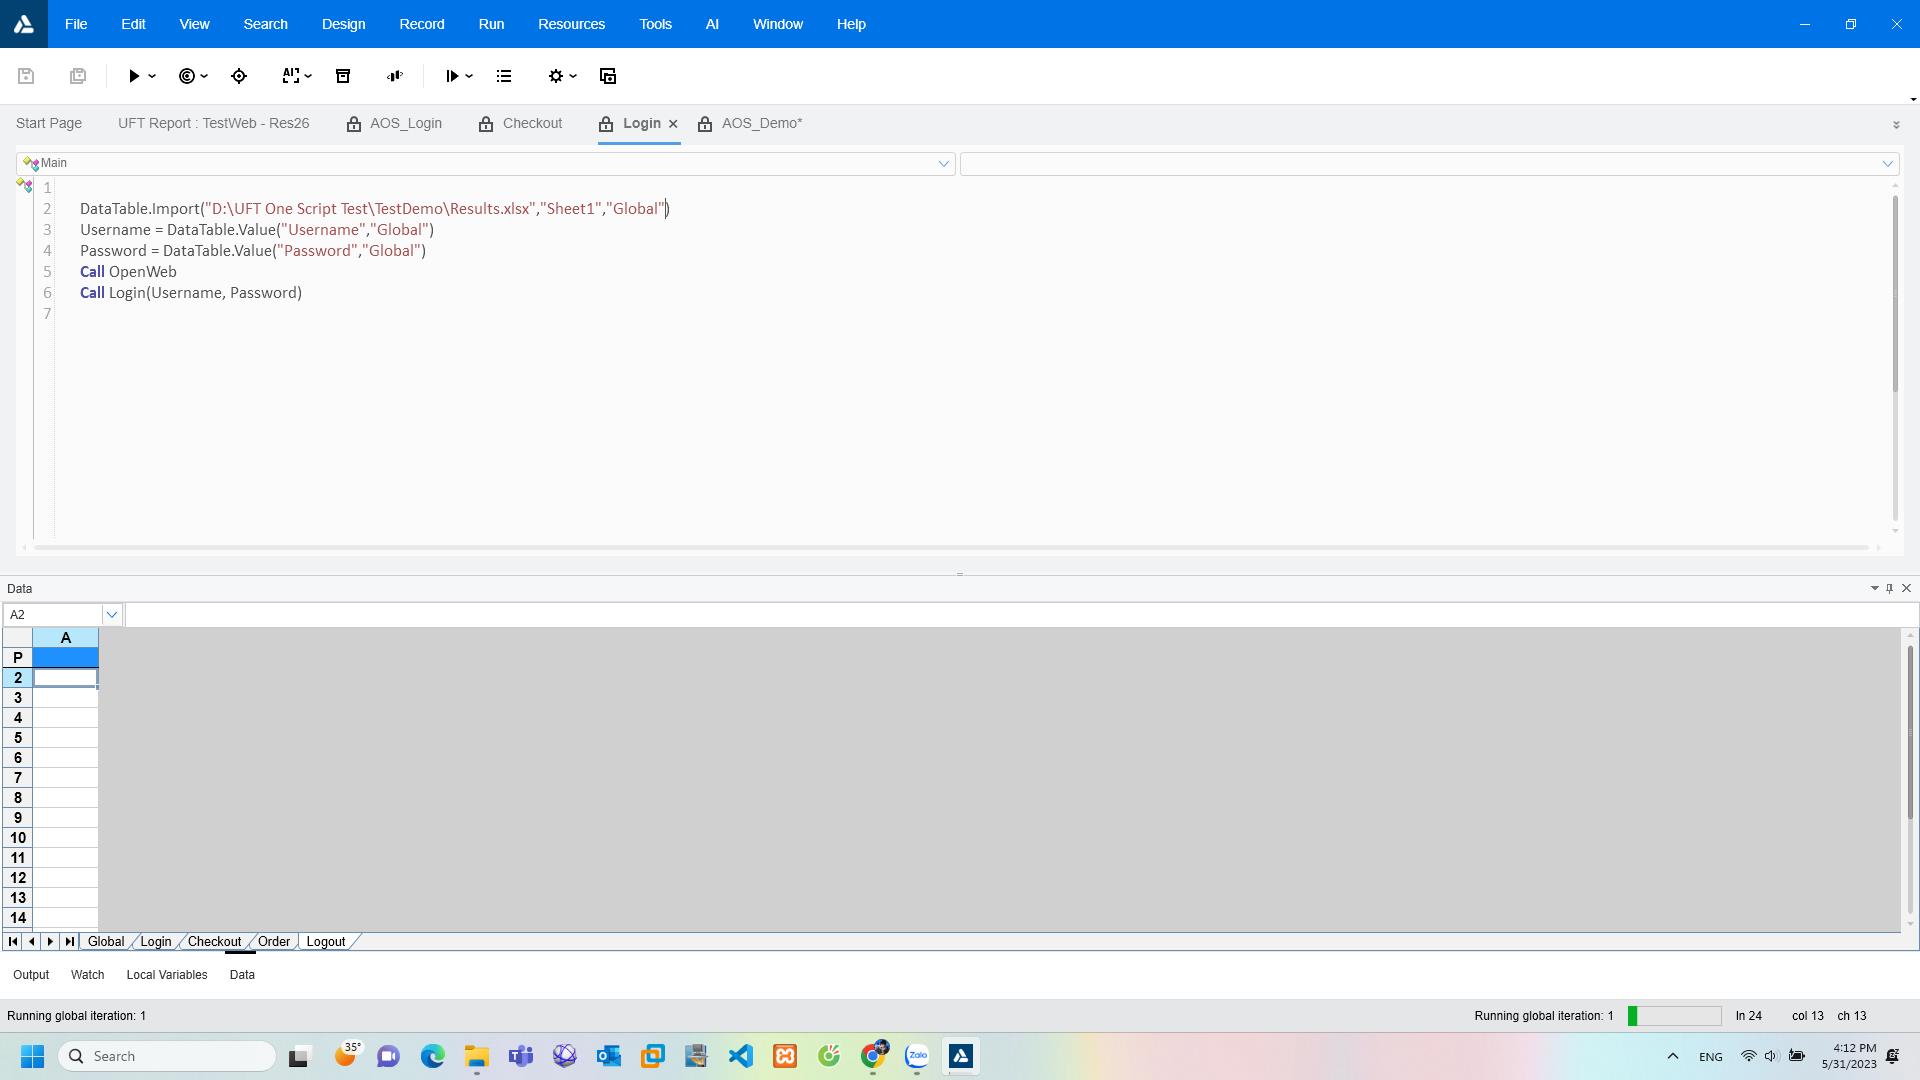 File Edit View Search Design Record Run Resources Tools AI Window Help
AI
Start Page UFT Report : TestWeb - Res26 AOS_Login Checkout Login AOS_Demo*
Main
1
2 DataTable.Import("D:\UFT One Script Test\TestDemo\Results.xlsx","Sheet1","Global")
3 Username = DataTable.Value("Username","Global")
4 Password = DataTable.Value("Password","Global")
5 Call OpenWeb
6 Call Login(Username, Password)
7
Data
A2
A
P
2
3
4
5
6
7
8
9
10
11
12
13
14
Global Login Checkout Order Logout
Output Watch Local Variables Data
Running global iteration: 1 Running global iteration: 1 ln 24 col 13 ch 13
Search 35° Zalo ENG 4:12 PM
5/31/2023